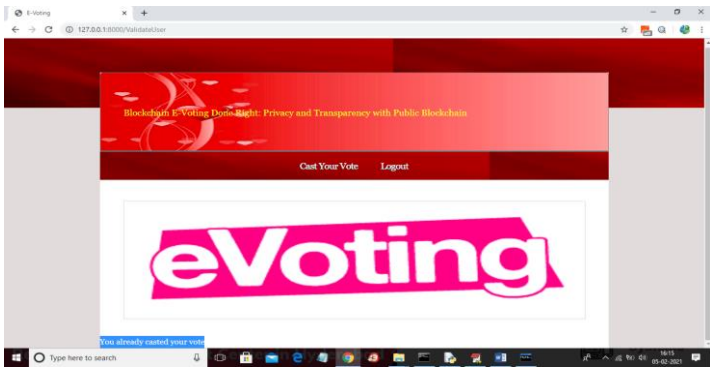 E-Voting
127.0.0.1:8000/ValidateUser
Blockchain E-Voting Done Right: Privacy and Transparency with Public Blockchain
Cast Your Vote Logout
eVoting
You already casted your vote
Type here to search
16:15
05-02-2021